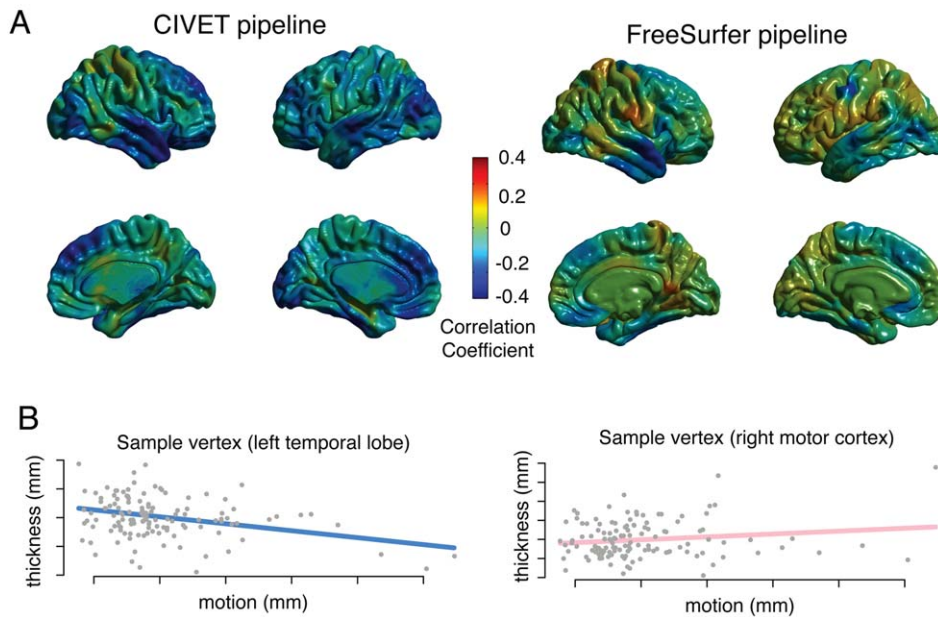 A
CIVET pipeline
FreeSurfer pipeline
0.4
0.2
0
-0.2
-0.4
Correlation
Coefficient
B
Sample vertex (left temporal lobe)
thickness (mm)
motion (mm)
Sample vertex (right motor cortex)
thickness (mm)
motion (mm)